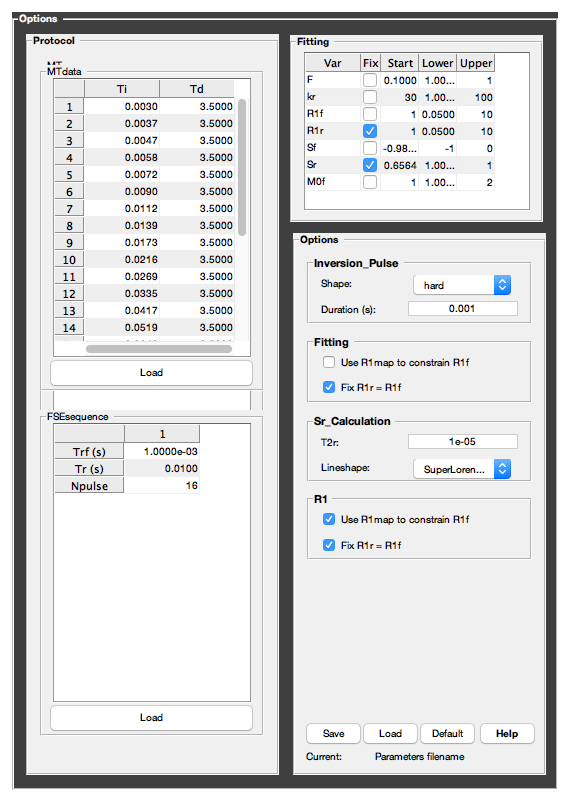 Options
Protocol
MT
MTdata
Ti Td
1 0.0030 3.5000
2 0.0037 3.5000
3 0.0047 3.5000
4 0.0058 3.5000
5 0.0072 3.5000
6 0.0090 3.5000
7 0.0112 3.5000
8 0.0139 3.5000
9 0.0173 3.5000
10 0.0216 3.5000
11 0.0269 3.5000
12 0.0335 3.5000
13 0.0417 3.5000
14 0.0519 3.5000
Load
FSEsequence
1
Trf (s) 1.0000e-03
Tr (s) 0.0100
Npulse 16
Load
Fitting
Var Fix Start Lower Upper
F 0.1000 1.00... 1
kr 30 1.00... 100
R1f 1 0.0500 10
R1r 1 0.0500 10
Sf -0.98... -1 0
Sr 0.6564 1.00... 1
M0f 1 1.00... 2
Options
Inversion_Pulse
Shape: hard
Duration (s): 0.001
Fitting
Use R1map to constrain R1f
Fix R1r = R1f
Sr_Calculation
T2r: 1e-05
Lineshape: SuperLoren...
R1
Use R1map to constrain R1f
Fix R1r = R1f
Save Load Default Help
Current: Parameters filename